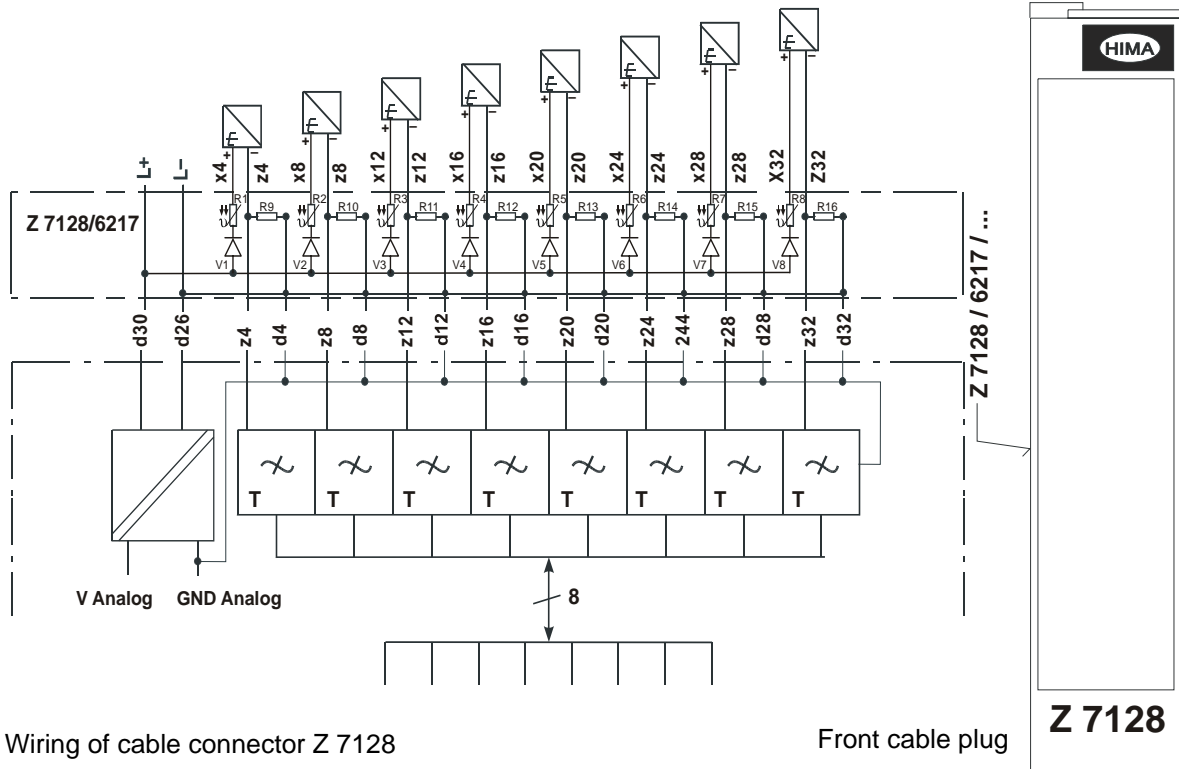 HIMA
+ –
+ –
+ –
+ –
+ –
+ –
+ –
+ –
L+ L– x4 z4 x8 z8 x12 z12 x16 z16 x20 z20 x24 z24 x28 z28 X32 Z32
Z 7128/6217
R1 R9 R2 R10 R3 R11 R4 R12 R5 R13 R6 R14 R7 R15 R8 R16
V1 V2 V3 V4 V5 V6 V7 V8
d30 d26 z4 d4 z8 d8 z12 d12 z16 d16 z20 d20 z24 244 z28 d28 z32 d32
Z 7128 / 6217 / ...
T T T T T T T T
V Analog GND Analog
8
Z 7128
Wiring of cable connector Z 7128
Front cable plug